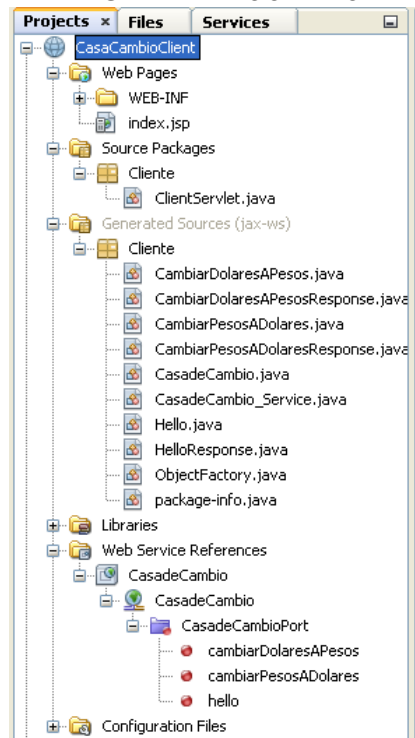 Projects x Files Services
CasaCambioClient
Web Pages
WEB-INF
index.jsp
Source Packages
Cliente
ClientServlet.java
Generated Sources (jax-ws)
Cliente
CambiarDolaresAPesos.java
CambiarDolaresAPesosResponse.java
CambiarPesosADolares.java
CambiarPesosADolaresResponse.java
CasadeCambio.java
CasadeCambio_Service.java
Hello.java
HelloResponse.java
ObjectFactory.java
package-info.java
Libraries
Web Service References
CasadeCambio
CasadeCambio
CasadeCambioPort
cambiarDolaresAPesos
cambiarPesosADolares
hello
Configuration Files